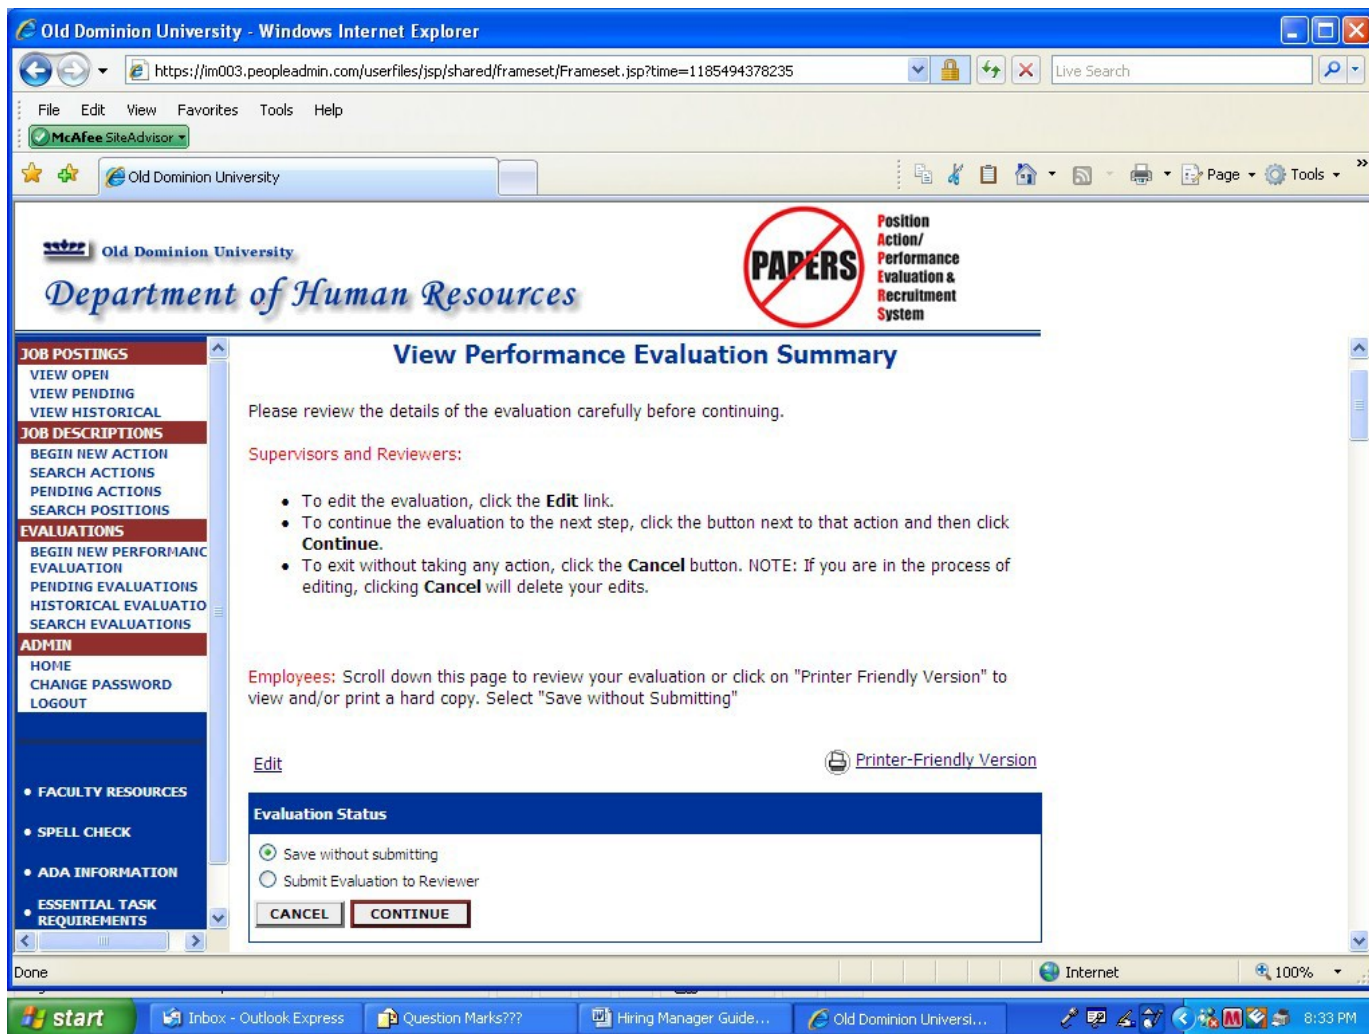 Old Dominion University - Windows Internet Explorer
https://im003.peopleadmin.com/userfiles/jsp/shared/frameset/Frameset.jsp?time=1185494378235
Live Search
File Edit View Favorites Tools Help
McAfee SiteAdvisor
Old Dominion University
Page Tools
Old Dominion University
Department of Human Resources
PAPERS
Position
Action/
Performance
Evaluation &
Recruitment
System
JOB POSTINGS
VIEW OPEN
VIEW PENDING
VIEW HISTORICAL
JOB DESCRIPTIONS
BEGIN NEW ACTION
SEARCH ACTIONS
PENDING ACTIONS
SEARCH POSITIONS
EVALUATIONS
BEGIN NEW PERFORMANC
EVALUATION
PENDING EVALUATIONS
HISTORICAL EVALUATIO
SEARCH EVALUATIONS
ADMIN
HOME
CHANGE PASSWORD
LOGOUT
• FACULTY RESOURCES
• SPELL CHECK
• ADA INFORMATION
• ESSENTIAL TASK
REQUIREMENTS
View Performance Evaluation Summary
Please review the details of the evaluation carefully before continuing.
Supervisors and Reviewers:
• To edit the evaluation, click the Edit link.
• To continue the evaluation to the next step, click the button next to that action and then click
Continue.
• To exit without taking any action, click the Cancel button. NOTE: If you are in the process of
editing, clicking Cancel will delete your edits.
Employees: Scroll down this page to review your evaluation or click on "Printer Friendly Version" to
view and/or print a hard copy. Select "Save without Submitting"
Edit
Printer-Friendly Version
Evaluation Status
Save without submitting
Submit Evaluation to Reviewer
CANCEL CONTINUE
Done
Internet
100%
start
Inbox - Outlook Express
Question Marks???
Hiring Manager Guide...
Old Dominion Universi...
8:33 PM